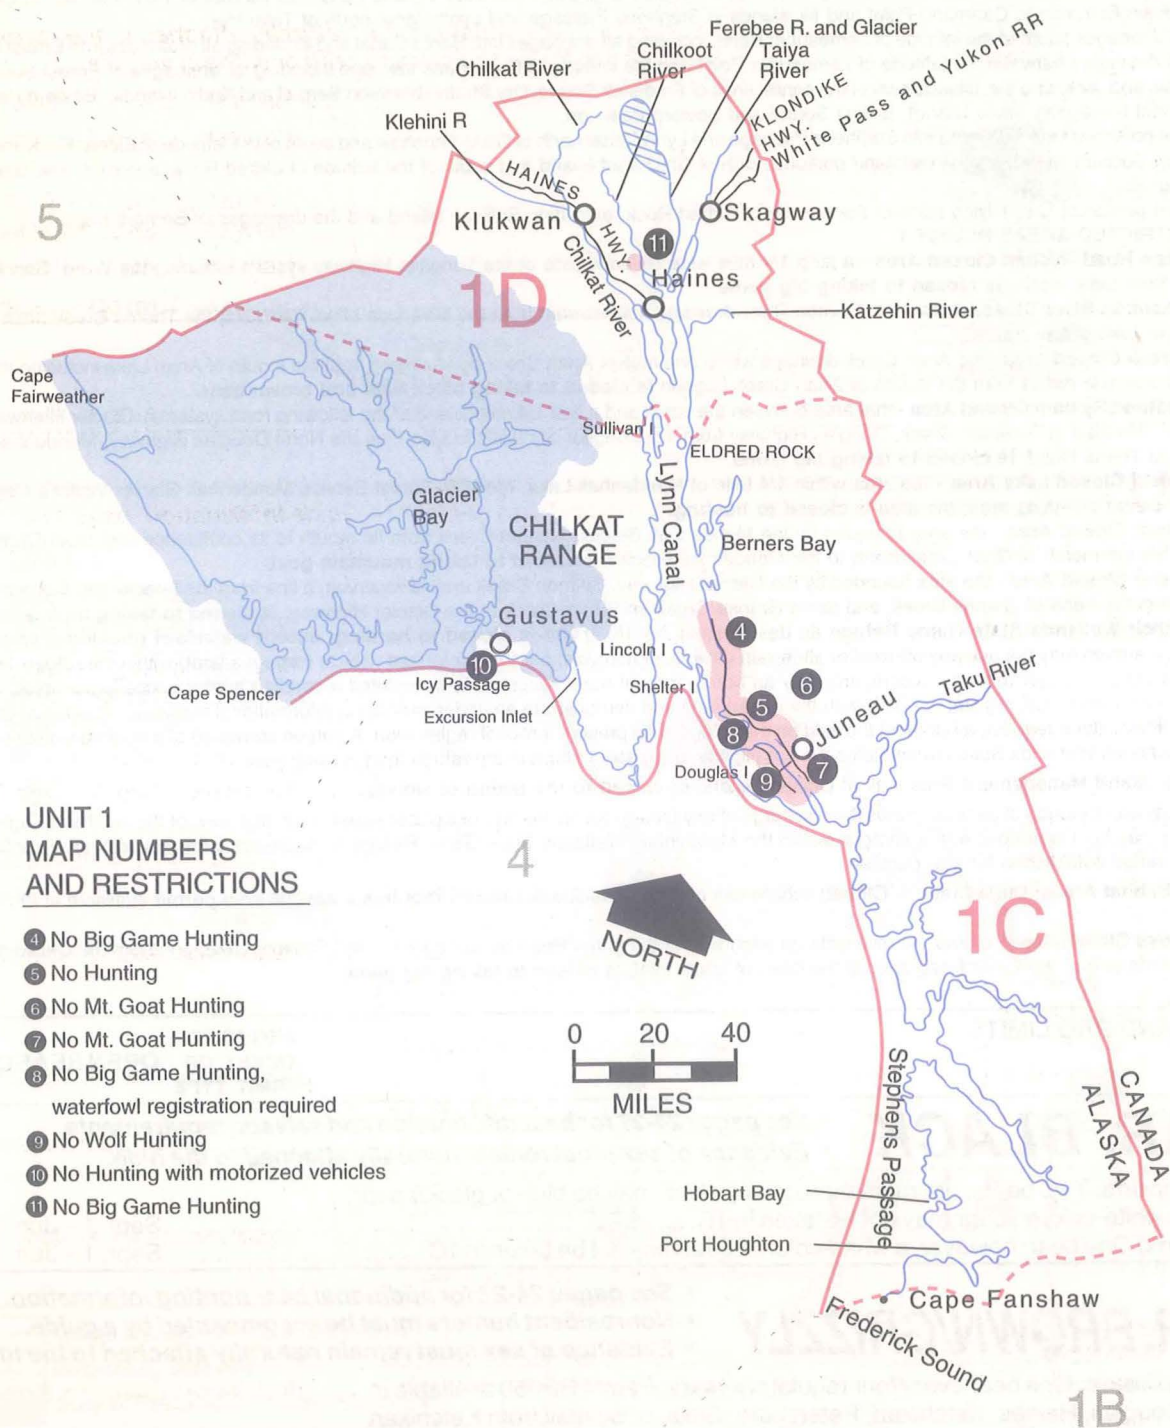 Ferebee R. and Glacier
Chilkoot
River
Taiya
River
Chilkat River
KLONDIKE
HWY.
White Pass and Yukon RR
Klehini R
HAINES
HWY.
Klukwan
Skagway
5
11
Chilkat River
Haines
1D
Katzehin River
Cape
Fairweather
Sullivan I
ELDRED ROCK
Lynn Canal
Glacier
Bay
CHILKAT
RANGE
Berners Bay
Gustavus
10
4
Lincoln I
Icy Passage
Shelter I
6
Taku River
Cape Spencer
Excursion Inlet
5
Juneau
8
Douglas I
9
7
UNIT 1
MAP NUMBERS
AND RESTRICTIONS
4
4 No Big Game Hunting
5 No Hunting
6 No Mt. Goat Hunting
7 No Mt. Goat Hunting
8 No Big Game Hunting,
waterfowl registration required
9 No Wolf Hunting
10 No Hunting with motorized vehicles
11 No Big Game Hunting
NORTH
1C
0 20 40
MILES
Stephens Passage
CANADA
ALASKA
Hobart Bay
Port Houghton
Cape Fanshaw
Frederick Sound
1B